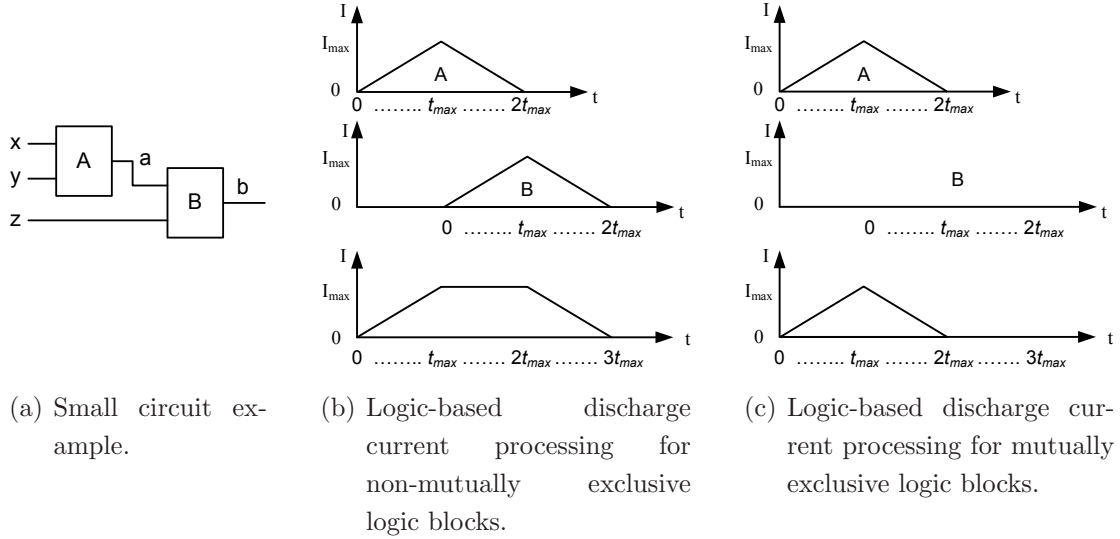 x
y
z
A
a
B
b
I
I_max
0
A
0 ........ t_max ....... 2t_max
t
I
I_max
0
B
0 ........ t_max ....... 2t_max
t
I
I_max
0
0 ........ t_max ....... 2t_max ....... 3t_max
t
(a) Small circuit ex-
ample.
(b) Logic-based discharge
current processing for
non-mutually exclusive
logic blocks.
I
I_max
0
A
0 ........ t_max ....... 2t_max
t
I
I_max
0
B
0 ........ t_max ....... 2t_max
t
I
I_max
0
0 ........ t_max ....... 2t_max ....... 3t_max
t
(c) Logic-based discharge cur-
rent processing for mutually
exclusive logic blocks.